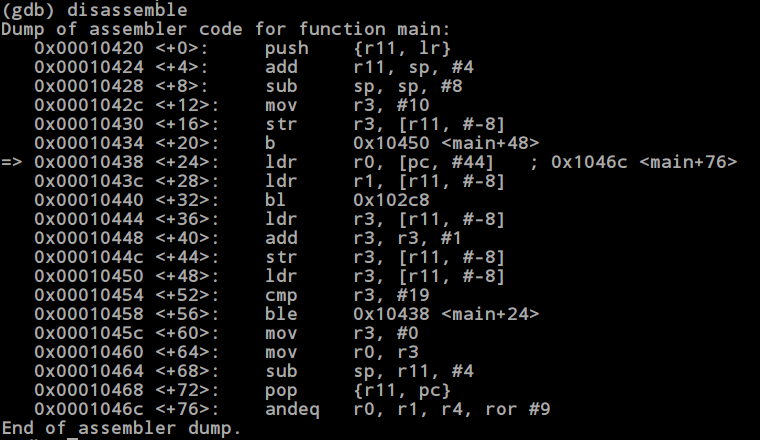 (gdb) disassemble
Dump of assembler code for function main:
   0x00010420 <+0>:     push    {r11, lr}
   0x00010424 <+4>:     add     r11, sp, #4
   0x00010428 <+8>:     sub     sp, sp, #8
   0x0001042c <+12>:    mov     r3, #10
   0x00010430 <+16>:    str     r3, [r11, #-8]
   0x00010434 <+20>:    b       0x10450 <main+48>
=> 0x00010438 <+24>:    ldr     r0, [pc, #44]   ; 0x1046c <main+76>
   0x0001043c <+28>:    ldr     r1, [r11, #-8]
   0x00010440 <+32>:    bl      0x102c8
   0x00010444 <+36>:    ldr     r3, [r11, #-8]
   0x00010448 <+40>:    add     r3, r3, #1
   0x0001044c <+44>:    str     r3, [r11, #-8]
   0x00010450 <+48>:    ldr     r3, [r11, #-8]
   0x00010454 <+52>:    cmp     r3, #19
   0x00010458 <+56>:    ble     0x10438 <main+24>
   0x0001045c <+60>:    mov     r3, #0
   0x00010460 <+64>:    mov     r0, r3
   0x00010464 <+68>:    sub     sp, r11, #4
   0x00010468 <+72>:    pop     {r11, pc}
   0x0001046c <+76>:    andeq   r0, r1, r4, ror #9
End of assembler dump.